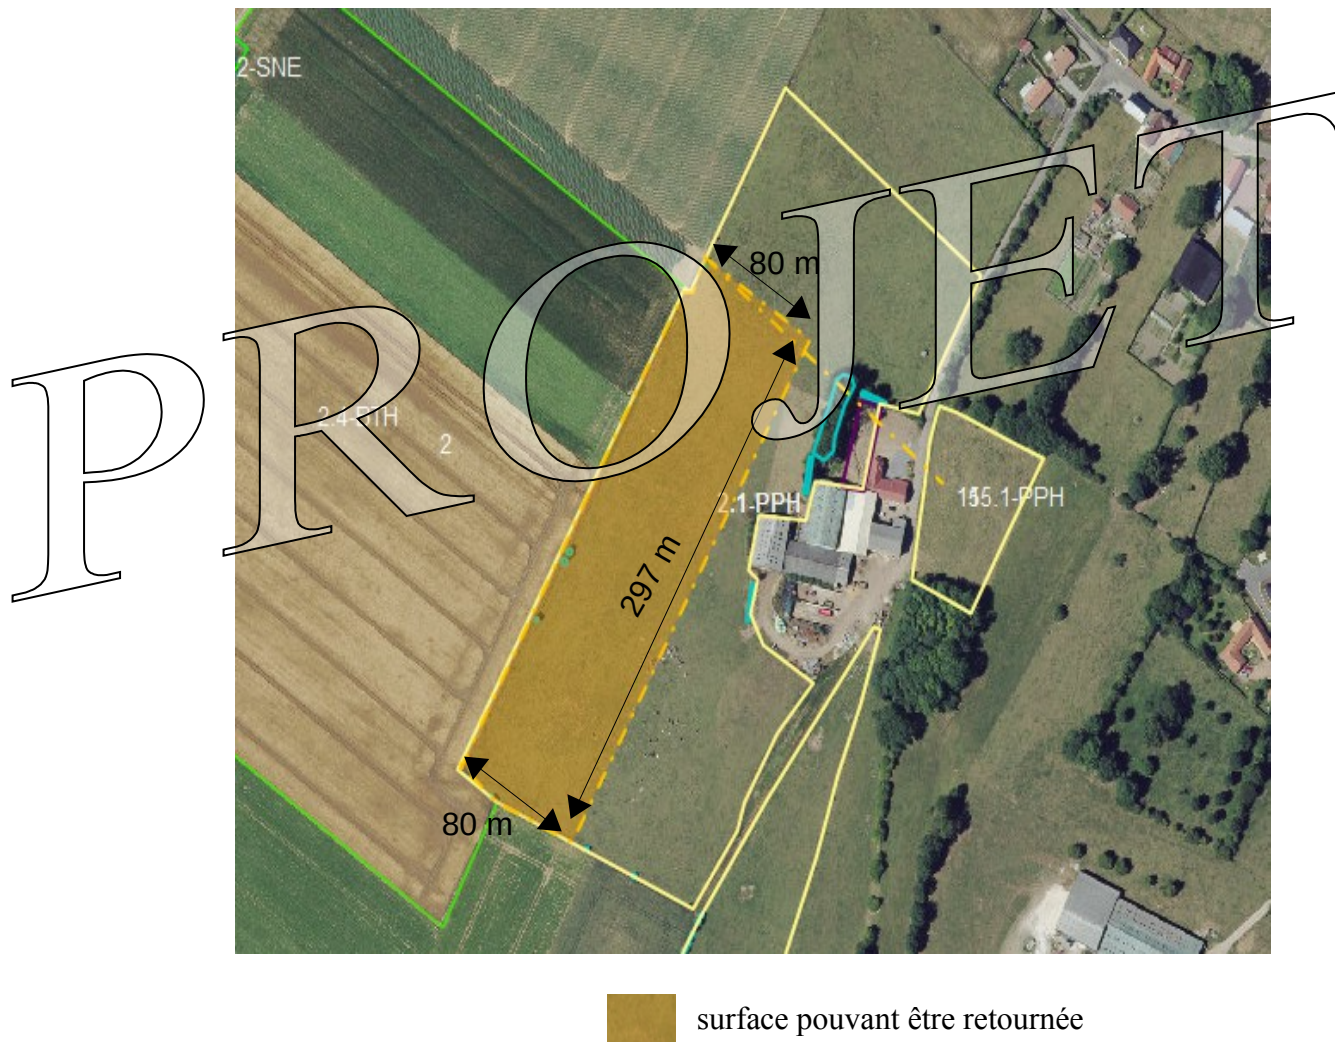 2-SNE
PROJET
80 m
2.4-BTH
2
2.1-PPH
155.1-PPH
297 m
80 m
surface pouvant être retournée